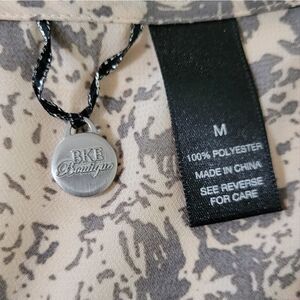 BKE
Boutique
M
100% POLYESTER
MADE IN CHINA
SEE REVERSE
FOR CARE